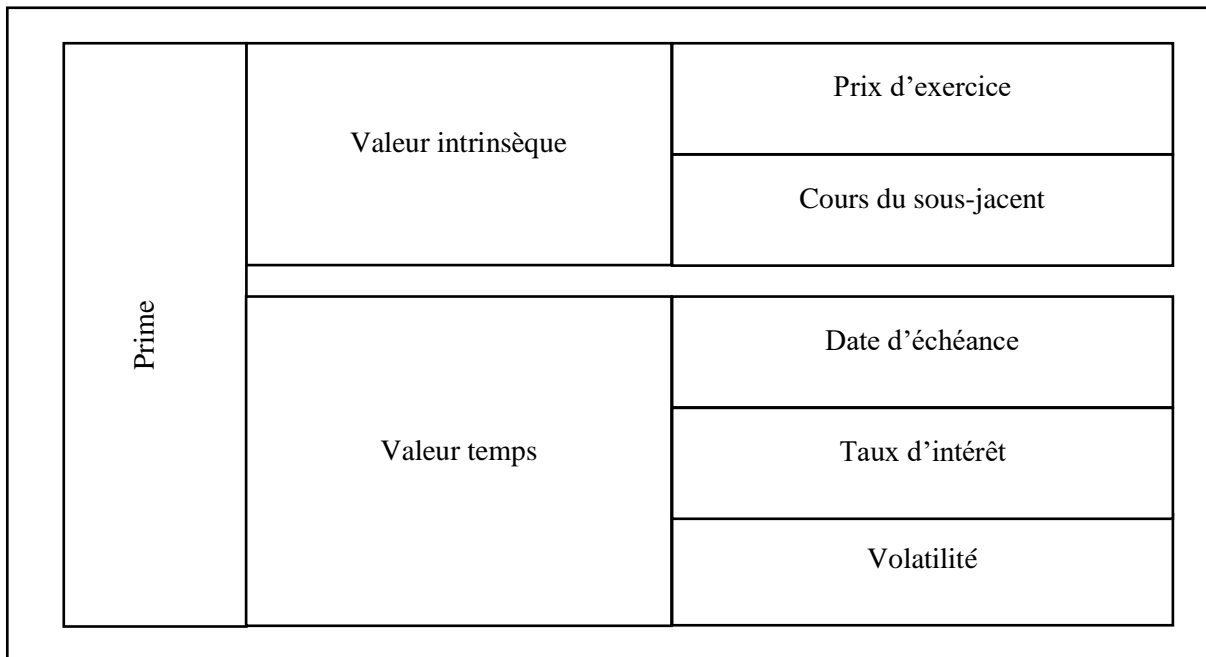 Prime
Valeur intrinsèque
Prix d’exercice
Cours du sous-jacent
Valeur temps
Date d’échéance
Taux d’intérêt
Volatilité